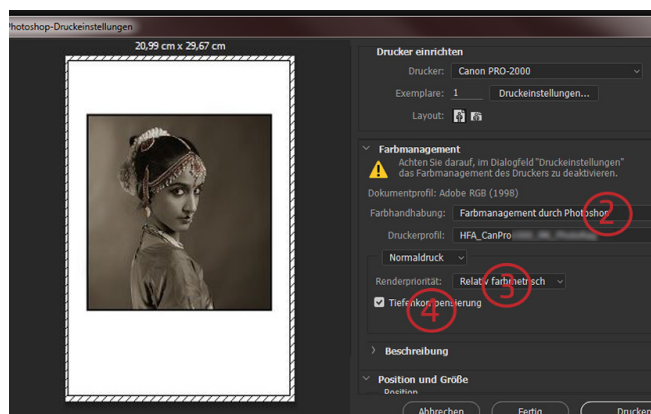 Photoshop-Druckeinstellungen
20,99 cm x 29,67 cm
Drucker einrichten
Drucker: Canon PRO-2000
Exemplare: 1 Druckeinstellungen...
Layout:
Farbmanagement
Achten Sie darauf, im Dialogfeld "Druckeinstellungen"
das Farbmanagement des Druckers zu deaktivieren.
Dokumentprofil: Adobe RGB (1998)
Farbhandhabung: Farbmanagement durch Photoshop
2
Druckerprofil: HFA_CanPro
Normaldruck
Renderpriorität: Relativ farbmetrisch
3
Tiefenkompensierung
4
Beschreibung
Position und Größe
Position
Abbrechen Fertig Drucken